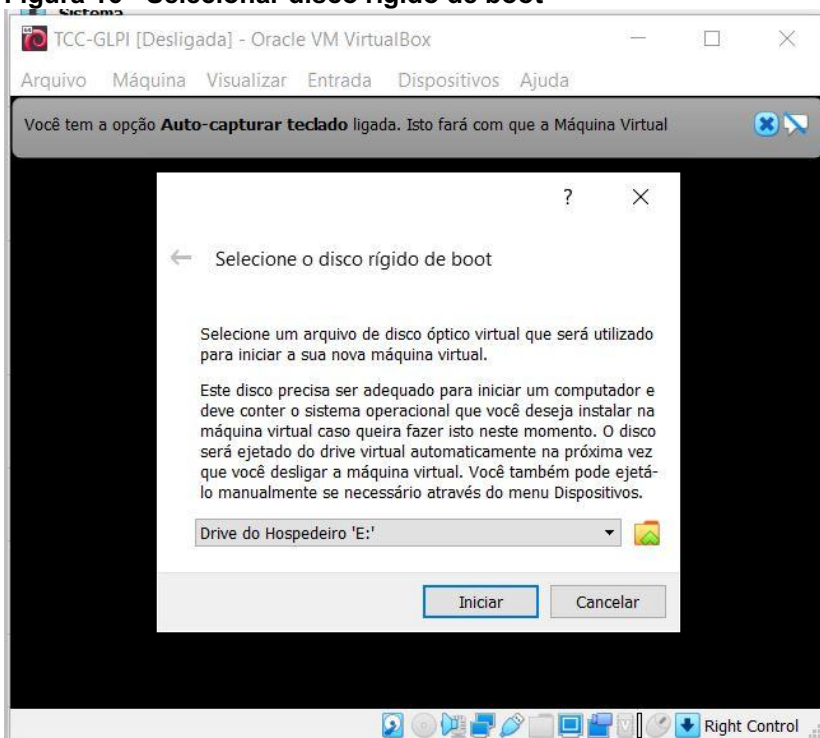 Sistema
TCC-GLPI [Desligada] - Oracle VM VirtualBox
Arquivo Máquina Visualizar Entrada Dispositivos Ajuda
Você tem a opção Auto-capturar teclado ligada. Isto fará com que a Máquina Virtual
?
Selecione o disco rígido de boot
Selecione um arquivo de disco óptico virtual que será utilizado
para iniciar a sua nova máquina virtual.
Este disco precisa ser adequado para iniciar um computador e
deve conter o sistema operacional que você deseja instalar na
máquina virtual caso queira fazer isto neste momento. O disco
será ejetado do drive virtual automaticamente na próxima vez
que você desligar a máquina virtual. Você também pode ejetá-
lo manualmente se necessário através do menu Dispositivos.
Drive do Hospedeiro 'E:'
Iniciar Cancelar
Right Control